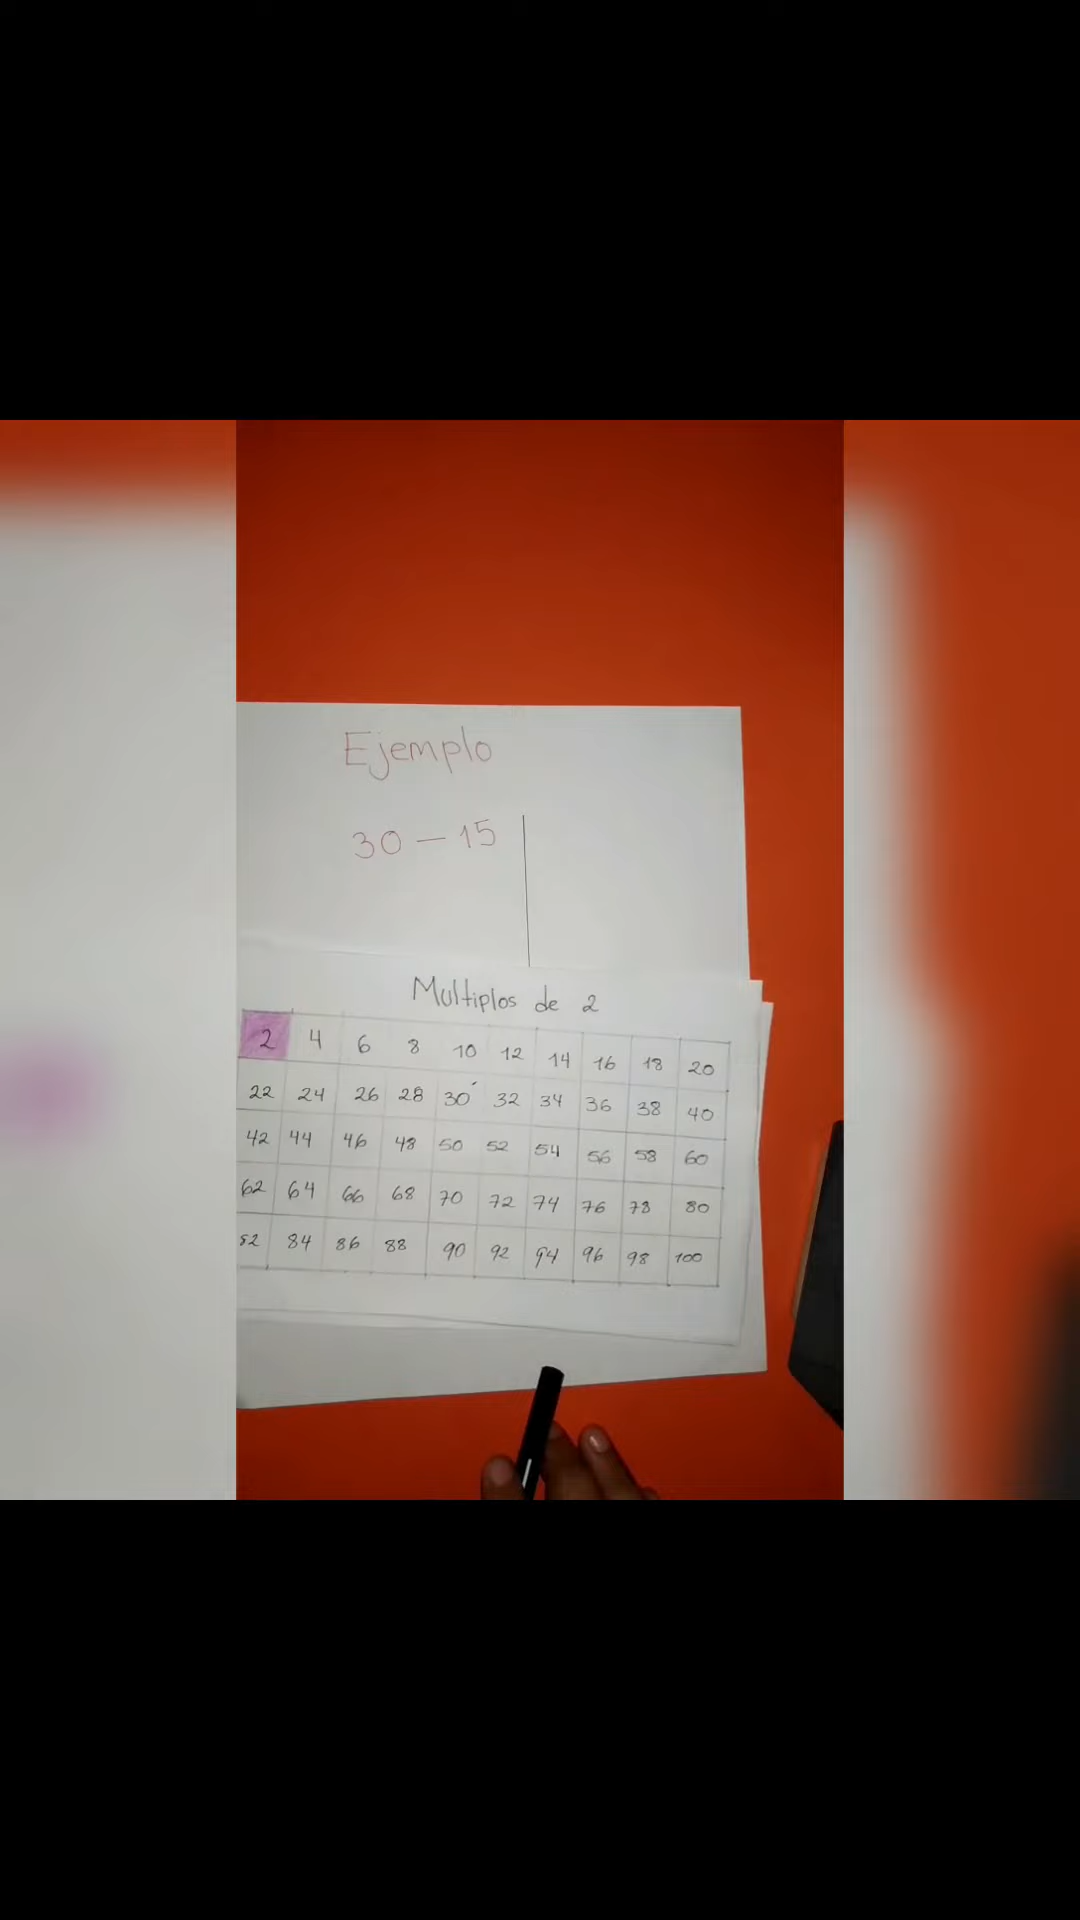 Ejemplo
30 — 15
Multiplos de 2
2 4 6 8 10 12 14 16 18 20
22 24 26 28 30 32 34 36 38 40
42 44 46 48 50 52 54 56 58 60
62 64 66 68 70 72 74 76 78 80
82 84 86 88 90 92 94 96 98 100